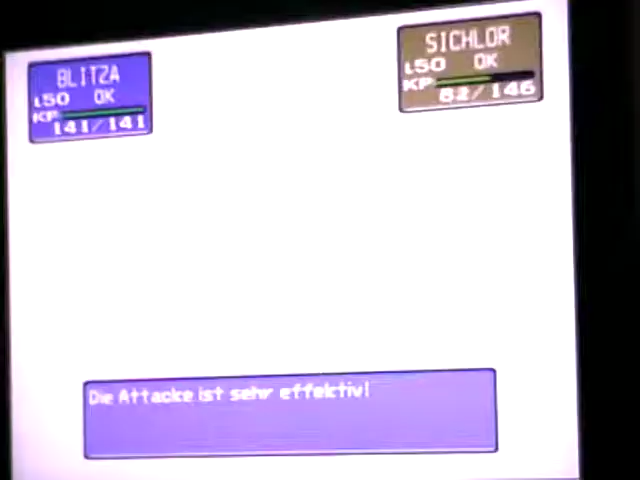 BLITZA
L50 OK
KP
141/141
SICHLOR
L50 OK
KP
82/146
Die Attacke ist sehr effektiv!